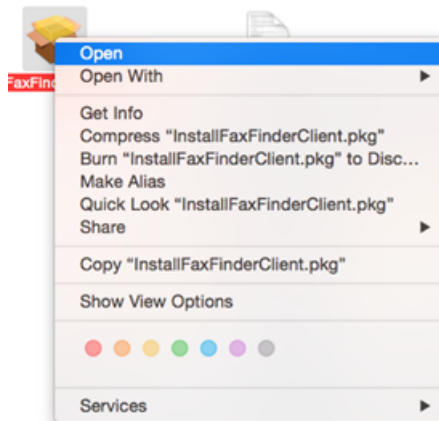 FaxFin
Open
Open With
Get Info
Compress “InstallFaxFinderClient.pkg”
Burn “InstallFaxFinderClient.pkg” to Disc...
Make Alias
Quick Look “InstallFaxFinderClient.pkg”
Share
Copy “InstallFaxFinderClient.pkg”
Show View Options
Services